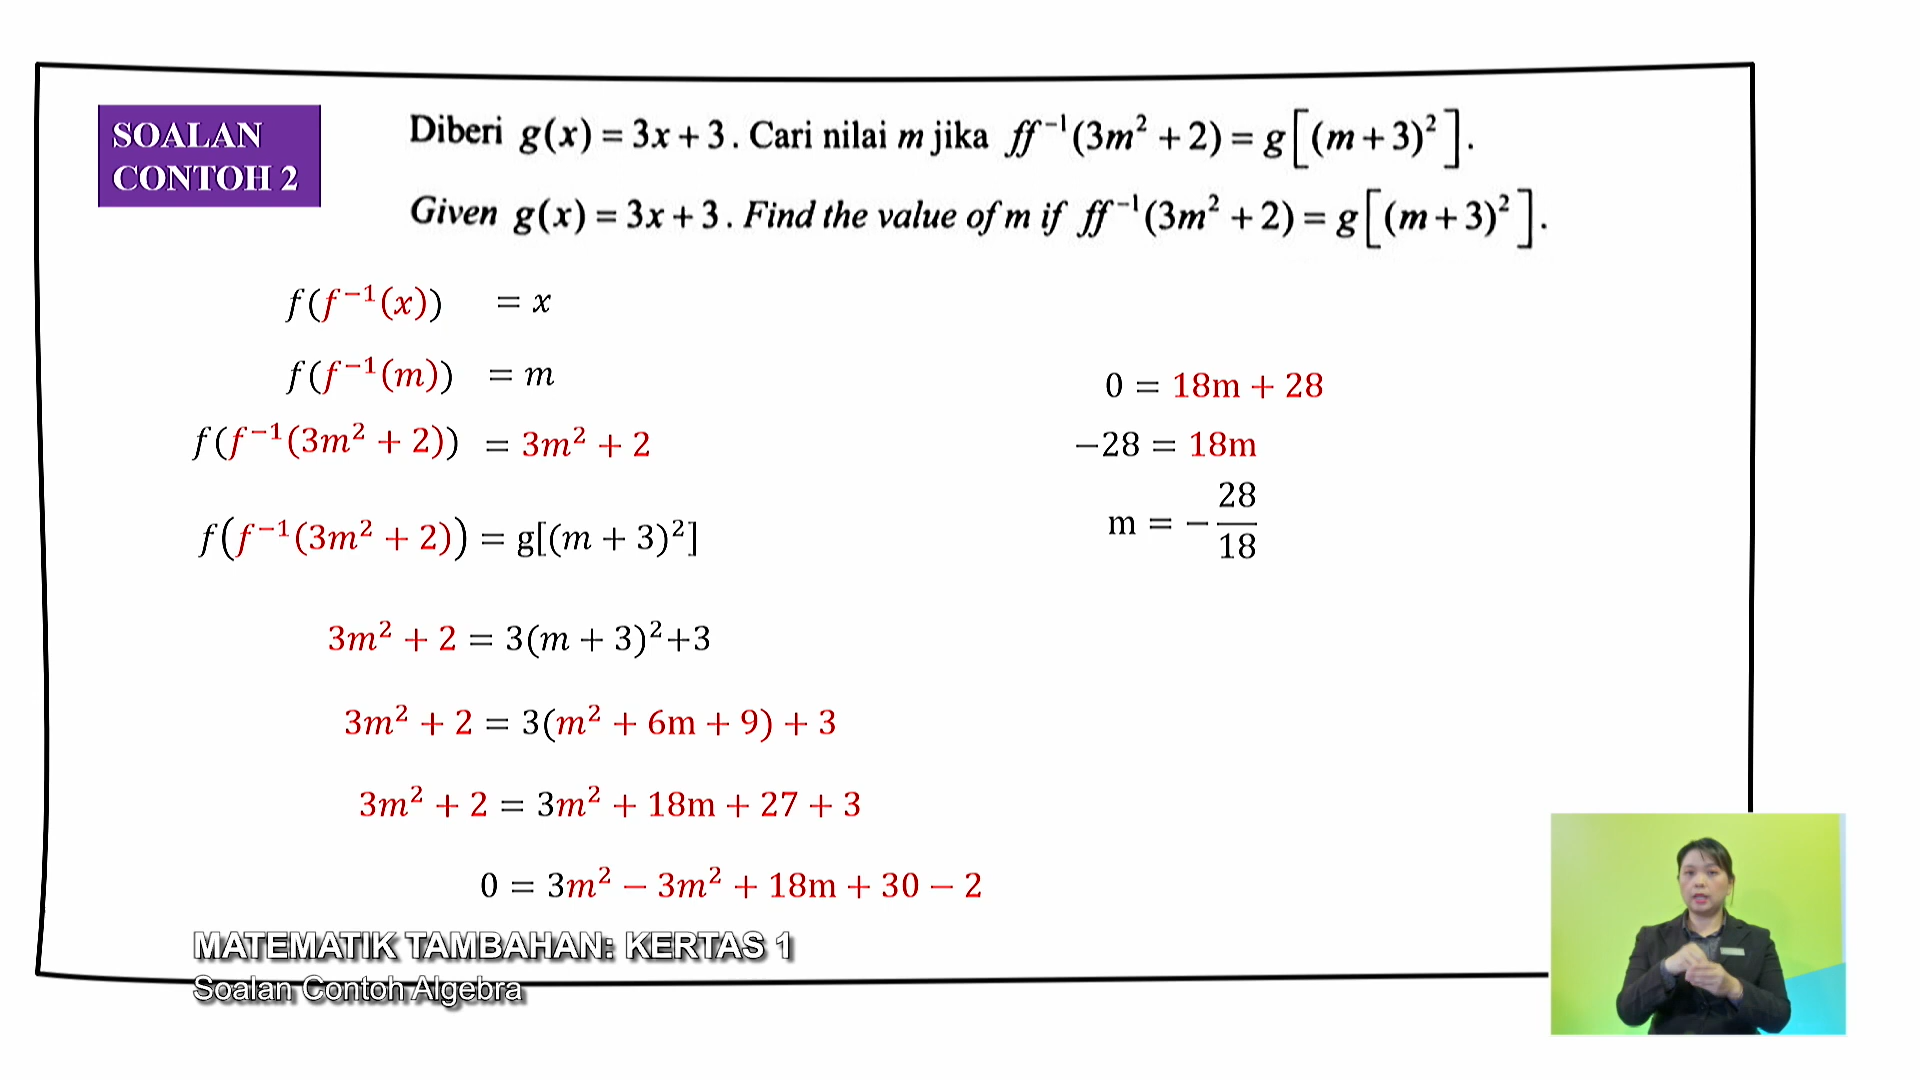 SOALAN
CONTOH 2
Diberi g(x) = 3x + 3. Cari nilai m jika ff⁻¹(3m² + 2) = g[(m + 3)²].
Given g(x) = 3x + 3. Find the value of m if ff⁻¹(3m² + 2) = g[(m + 3)²].
f(f⁻¹(x)) = x
f(f⁻¹(m)) = m
f(f⁻¹(3m² + 2)) = 3m² + 2
f(f⁻¹(3m² + 2)) = g[(m + 3)²]
3m² + 2 = 3(m + 3)²+3
3m² + 2 = 3(m² + 6m + 9) + 3
3m² + 2 = 3m² + 18m + 27 + 3
0 = 3m² − 3m² + 18m + 30 − 2
0 = 18m + 28
−28 = 18m
m = −28/18
MATEMATIK TAMBAHAN: KERTAS 1
Soalan Contoh Algebra